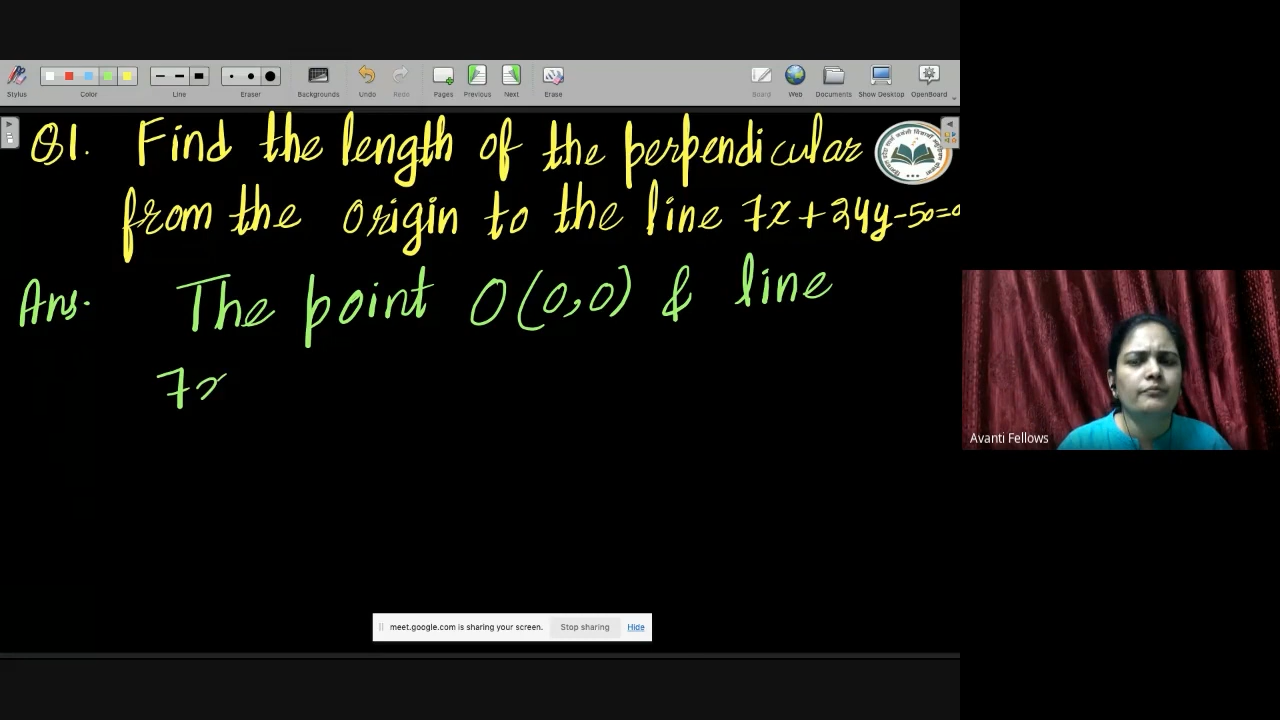 Stylus Color Line Eraser Backgrounds Undo Redo Pages Previous Next Erase Board Web Documents Show Desktop OpenBoard
Q1. Find the length of the perpendicular
from the origin to the line 7x+24y-50=0
Ans. The point O(0,0) & line
7x
Avanti Fellows
meet.google.com is sharing your screen. Stop sharing Hide